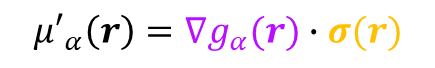 μ′α(r) = ∇gα(r) · σ(r)